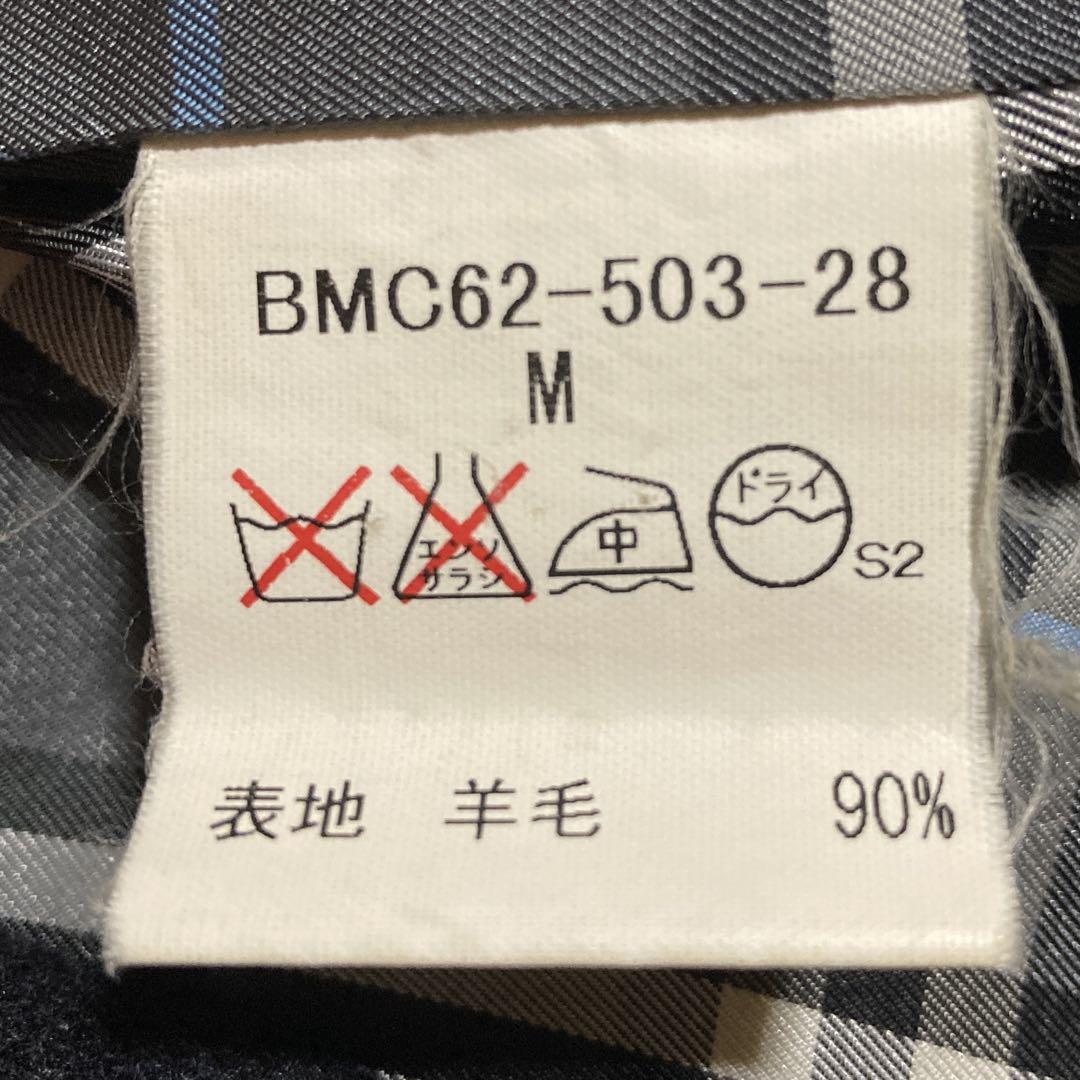 BMC62-503-28
M
エンソ
サラシ
中
ドライ
S2
表地 羊毛 90%